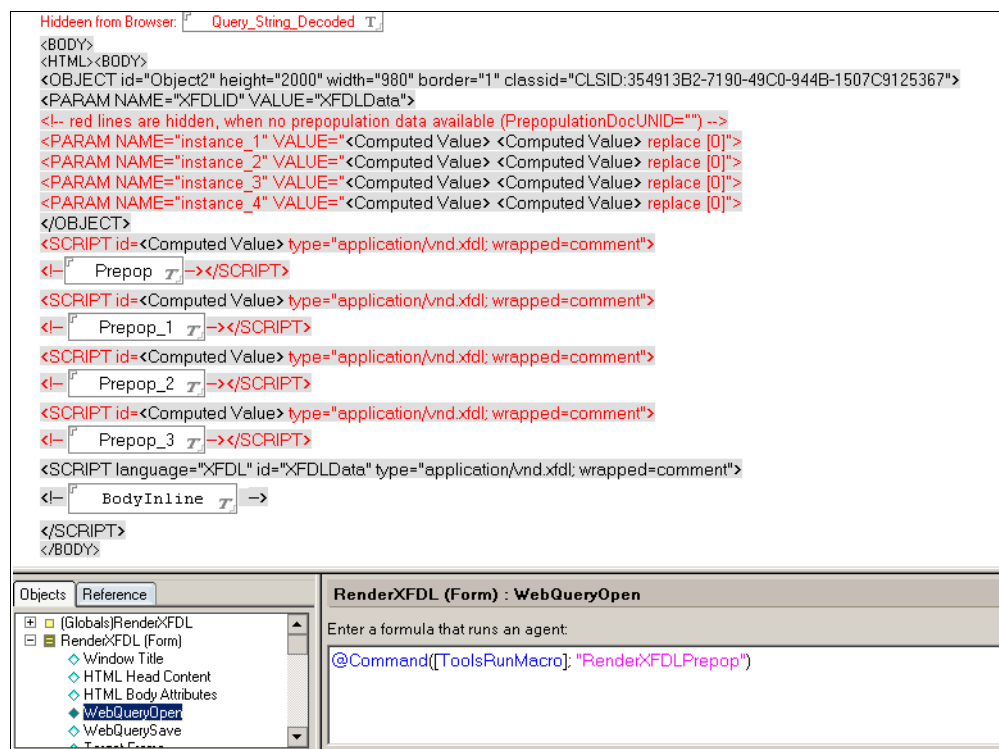 Hiddeen from Browser: Query_String_Decoded T
<BODY>
<HTML><BODY>
<OBJECT id="Object2" height="2000" width="980" border="1" classid="CLSID:354913B2-7190-49C0-944B-1507C9125367">
<PARAM NAME="XFDLID" VALUE="XFDLData">
<!-- red lines are hidden, when no prepopulation data available (PrepopulationDocUNID="") -->
<PARAM NAME="instance_1" VALUE="<Computed Value> <Computed Value> replace [0]">
<PARAM NAME="instance_2" VALUE="<Computed Value> <Computed Value> replace [0]">
<PARAM NAME="instance_3" VALUE="<Computed Value> <Computed Value> replace [0]">
<PARAM NAME="instance_4" VALUE="<Computed Value> <Computed Value> replace [0]">
</OBJECT>
<SCRIPT id=<Computed Value> type="application/vnd.xfdl; wrapped=comment">
<!-- Prepop T --></SCRIPT>
<SCRIPT id=<Computed Value> type="application/vnd.xfdl; wrapped=comment">
<!-- Prepop_1 T --></SCRIPT>
<SCRIPT id=<Computed Value> type="application/vnd.xfdl; wrapped=comment">
<!-- Prepop_2 T --></SCRIPT>
<SCRIPT id=<Computed Value> type="application/vnd.xfdl; wrapped=comment">
<!-- Prepop_3 T --></SCRIPT>
<SCRIPT language="XFDL" id="XFDLData" type="application/vnd.xfdl; wrapped=comment">
<!-- BodyInline T -->
</SCRIPT>
</BODY>
Objects Reference
(Globals)RenderXFDL
RenderXFDL (Form)
Window Title
HTML Head Content
HTML Body Attributes
WebQueryOpen
WebQuerySave
Target Frame
RenderXFDL (Form) : WebQueryOpen
Enter a formula that runs an agent:
@Command([ToolsRunMacro]; "RenderXFDLPrepop")